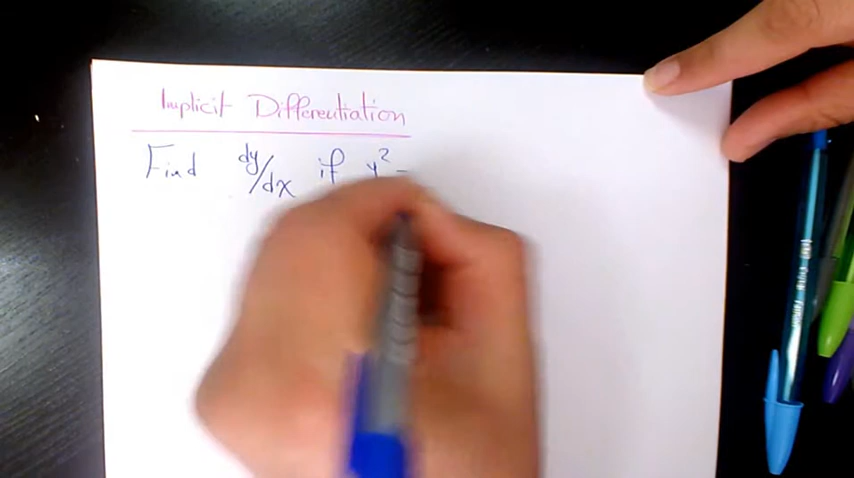 Implicit Differentiation
Find dy/dx if y² -